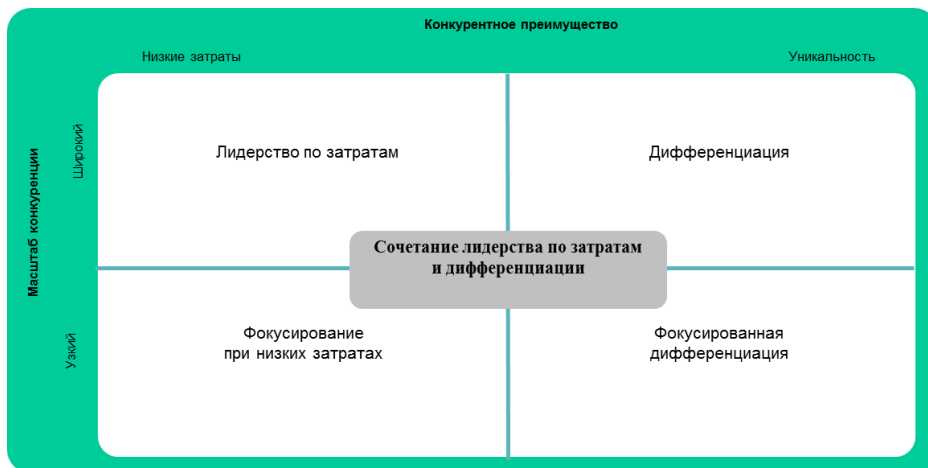 Конкурентное преимущество
Низкие затраты
Уникальность
Масштаб конкуренции
Широкий
Лидерство по затратам
Дифференциация
Сочетание лидерства по затратам
и дифференциации
Узкий
Фокусирование
при низких затратах
Фокусированная
дифференциация